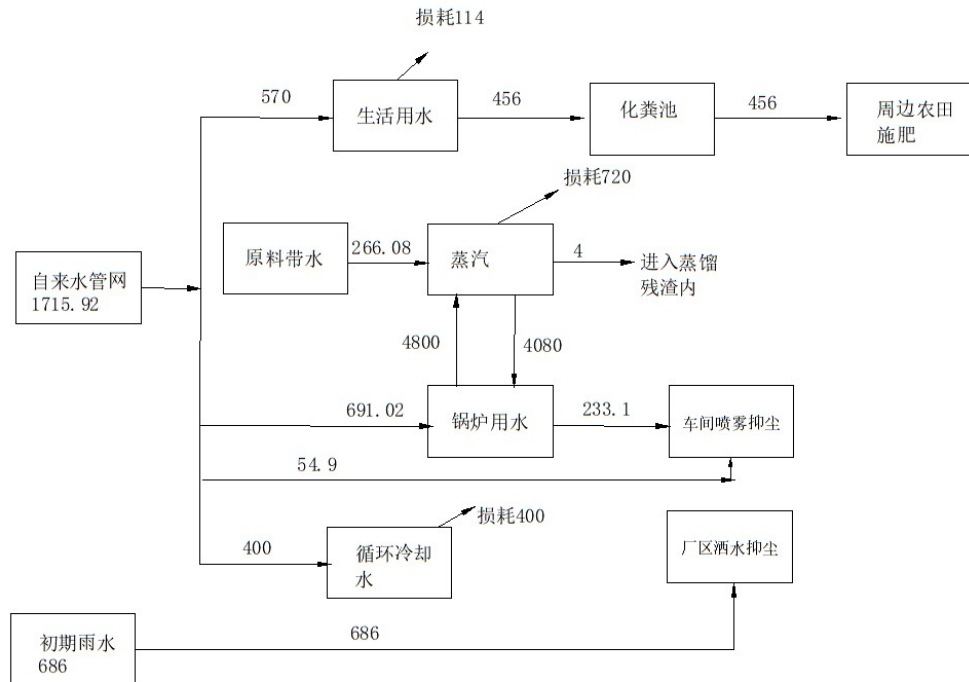 损耗114
570
生活用水
456
化粪池
456
周边农田
施肥
损耗720
原料带水
266.08
蒸汽
4
进入蒸馏
残渣内
自来水管网
1715.92
4800
4080
691.02
锅炉用水
233.1
车间喷雾抑尘
54.9
损耗400
400
循环冷却
水
厂区洒水抑尘
初期雨水
686
686